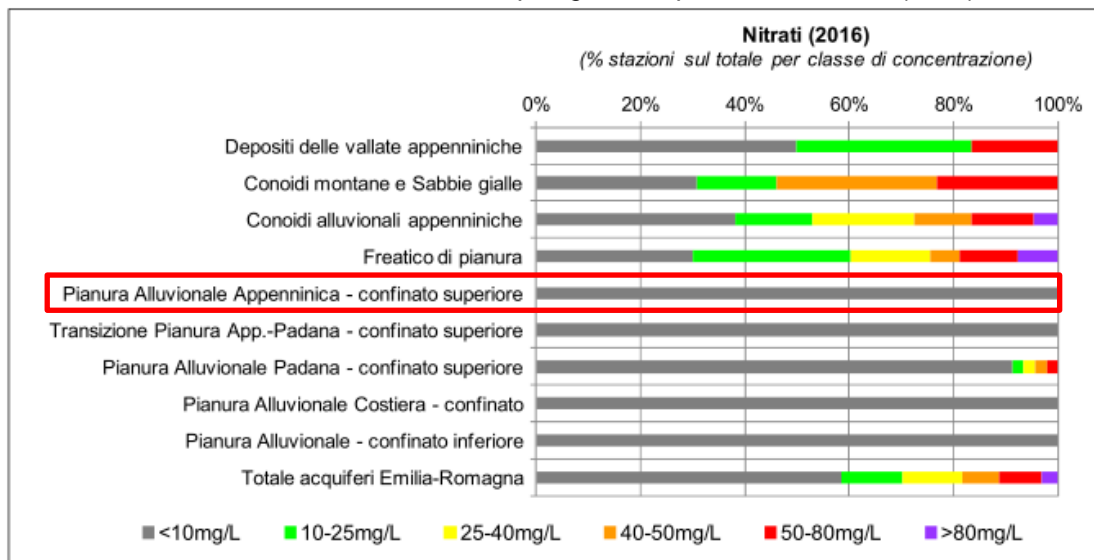 Nitrati (2016)
(% stazioni sul totale per classe di concentrazione)
0% 20% 40% 60% 80% 100%
Depositi delle vallate appenniniche
Conoidi montane e Sabbie gialle
Conoidi alluvionali appenniniche
Freatico di pianura
Pianura Alluvionale Appenninica - confinato superiore
Transizione Pianura App.-Padana - confinato superiore
Pianura Alluvionale Padana - confinato superiore
Pianura Alluvionale Costiera - confinato
Pianura Alluvionale - confinato inferiore
Totale acquiferi Emilia-Romagna
<10mg/L 10-25mg/L 25-40mg/L 40-50mg/L 50-80mg/L >80mg/L